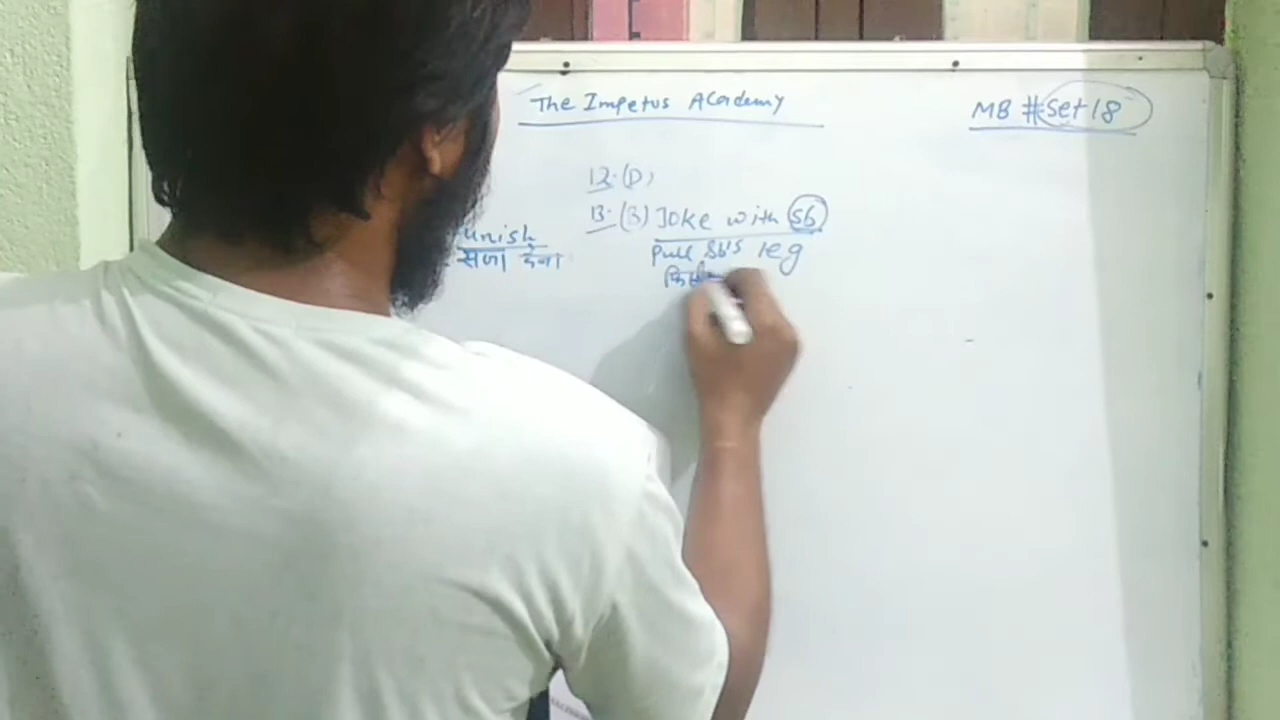 The Impetus Academy
MB #Set 18
unish
सजा देना
12. (D)
13. (B) Joke with Sb
Pull Sb's leg